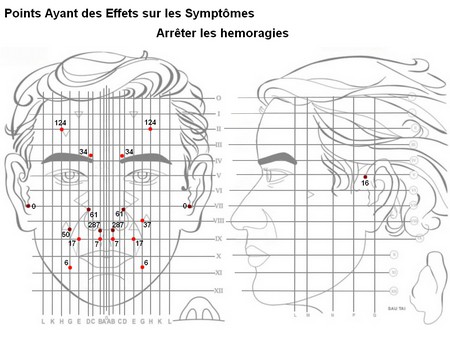 Points Ayant des Effets sur les Symptômes
Arrêter les hemoragies
O
I
124 124 II
III
34 34
IV
V
16
VI
0 61 61 0 VII
37 VIII
50 287 287
17 7 7 17 IX
X
6 6 XI
XII
L K H G E D C B A A B C D E G H K L